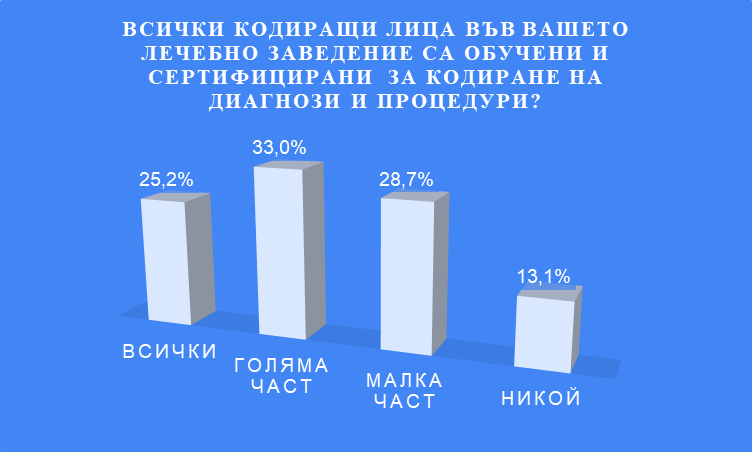 ВСИЧКИ КОДИРАЩИ ЛИЦА ВЪВ ВАШЕТО
ЛЕЧЕБНО ЗАВЕДЕНИЕ СА ОБУЧЕНИ И
СЕРТИФИЦИРАНИ ЗА КОДИРАНЕ НА
ДИАГНОЗИ И ПРОЦЕДУРИ?
25,2%
33,0%
28,7%
13,1%
ВСИЧКИ
ГОЛЯМА
ЧАСТ
МАЛКА
ЧАСТ
НИКОЙ